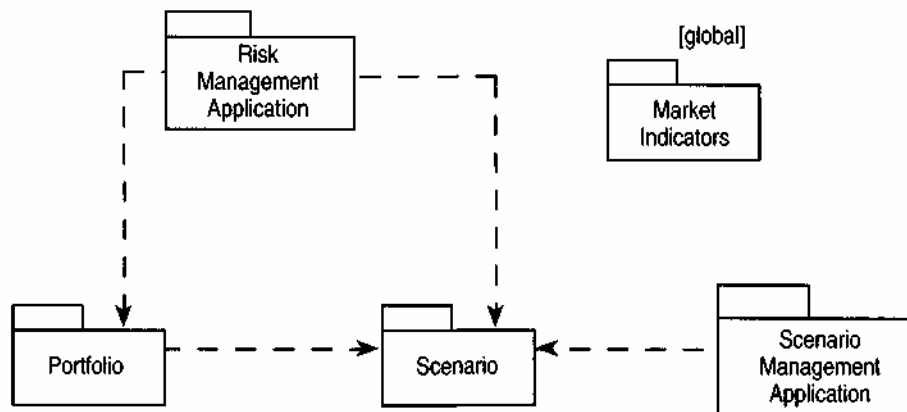 Risk
Management
Application
[global]
Market
Indicators
Portfolio
Scenario
Scenario
Management
Application